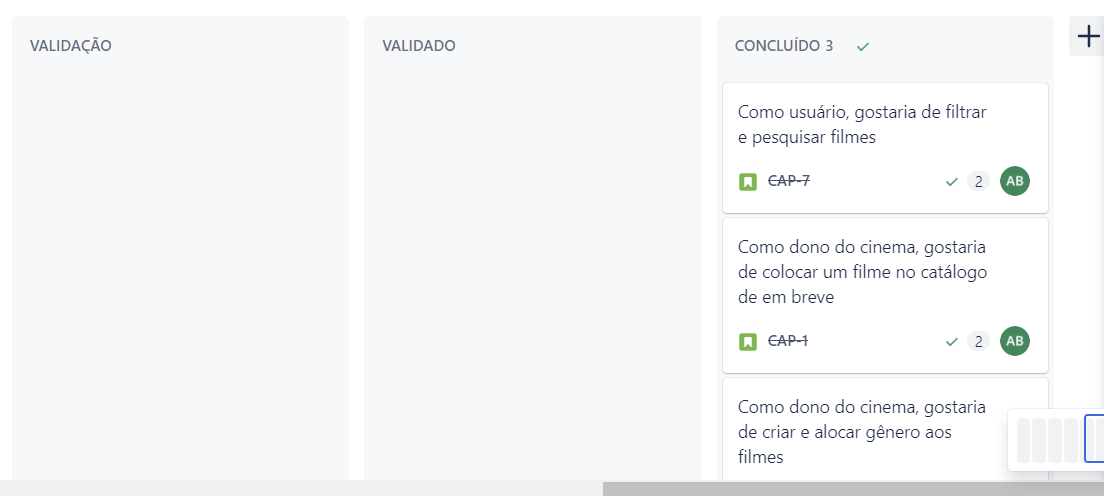 VALIDAÇÃO
VALIDADO
CONCLUÍDO 3
Como usuário, gostaria de filtrar
e pesquisar filmes
CAP-7
2
AB
Como dono do cinema, gostaria
de colocar um filme no catálogo
de em breve
CAP-1
2
AB
Como dono do cinema, gostaria
de criar e alocar gênero aos
filmes